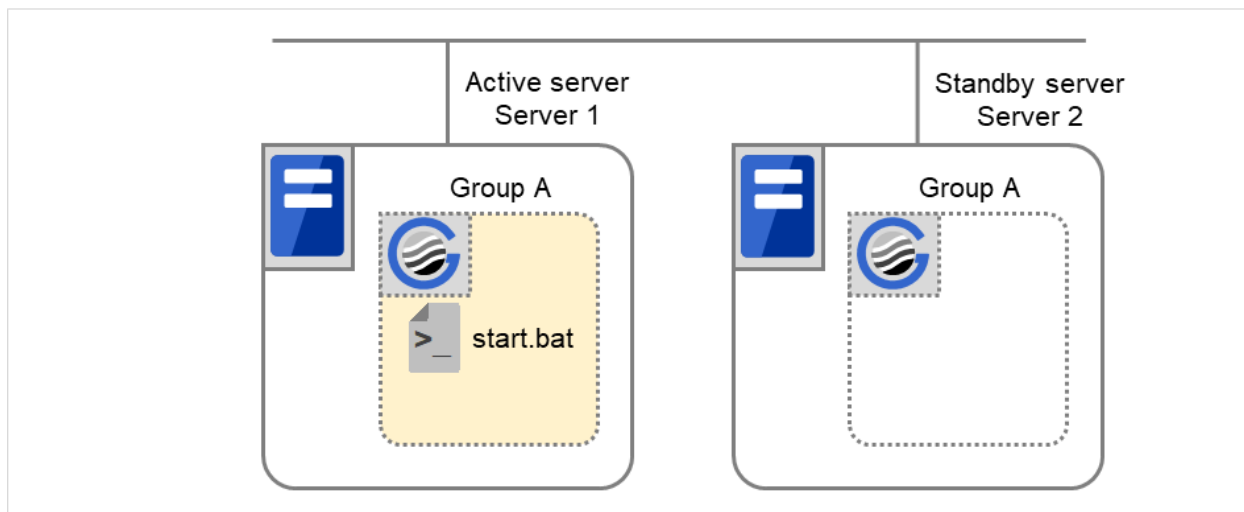 Active server
Server 1
Standby server
Server 2
Group A
Group A
>_ start.bat